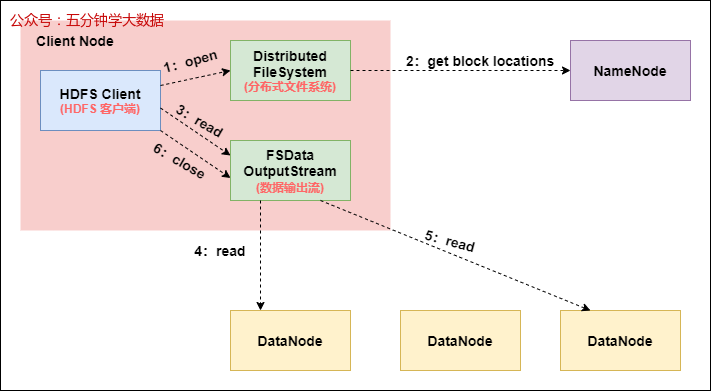 公众号：五分钟学大数据
Client Node
1：open
Distributed
FileSystem
(分布式文件系统)
2：get block locations
NameNode
HDFS Client
(HDFS 客户端)
3：read
6：close
FSData
OutputStream
(数据输出流)
4：read
5：read
DataNode
DataNode
DataNode